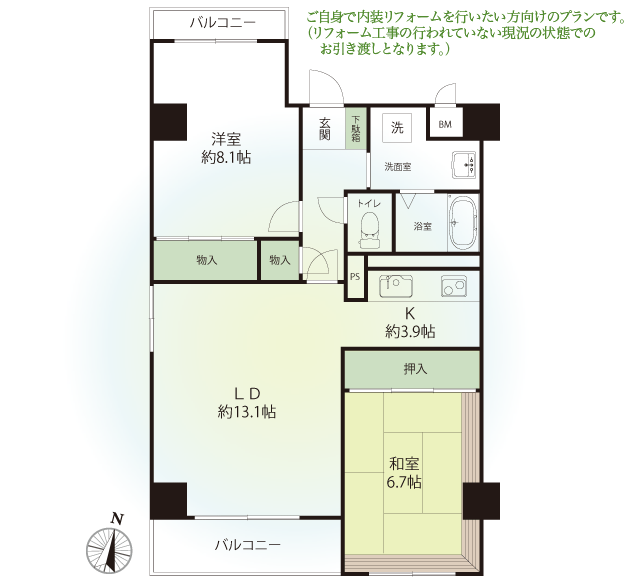 ご自身で内装リフォームを行いたい方向けのプランです。
（リフォーム工事の行われていない現況の状態での
お引き渡しとなります。）
バルコニー
洋室
約8.1帖
玄関
下駄箱
洗
BM
洗面室
トイレ
浴室
物入
物入
PS
K
約3.9帖
LD
約13.1帖
押入
和室
6.7帖
バルコニー
N